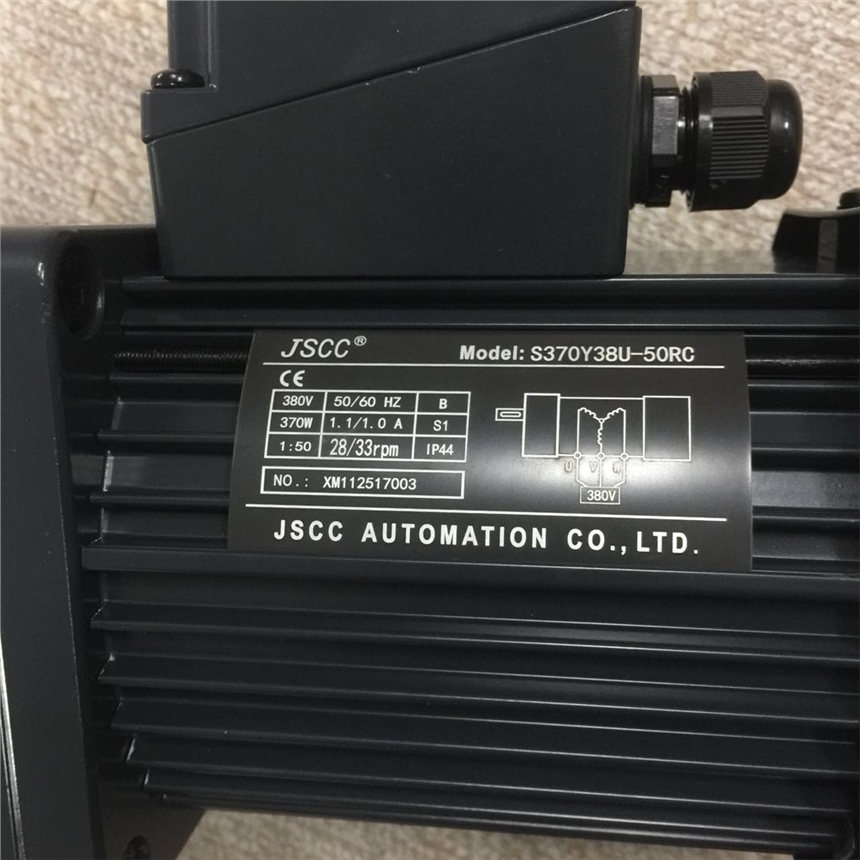 JSCC® Model: S370Y38U-50RC
CE
380V 50/60 HZ B
370W 1.1/1.0 A S1
1:50 28/33rpm IP44
NO.: XM112517003
U V W
380V
JSCC AUTOMATION CO.,LTD.